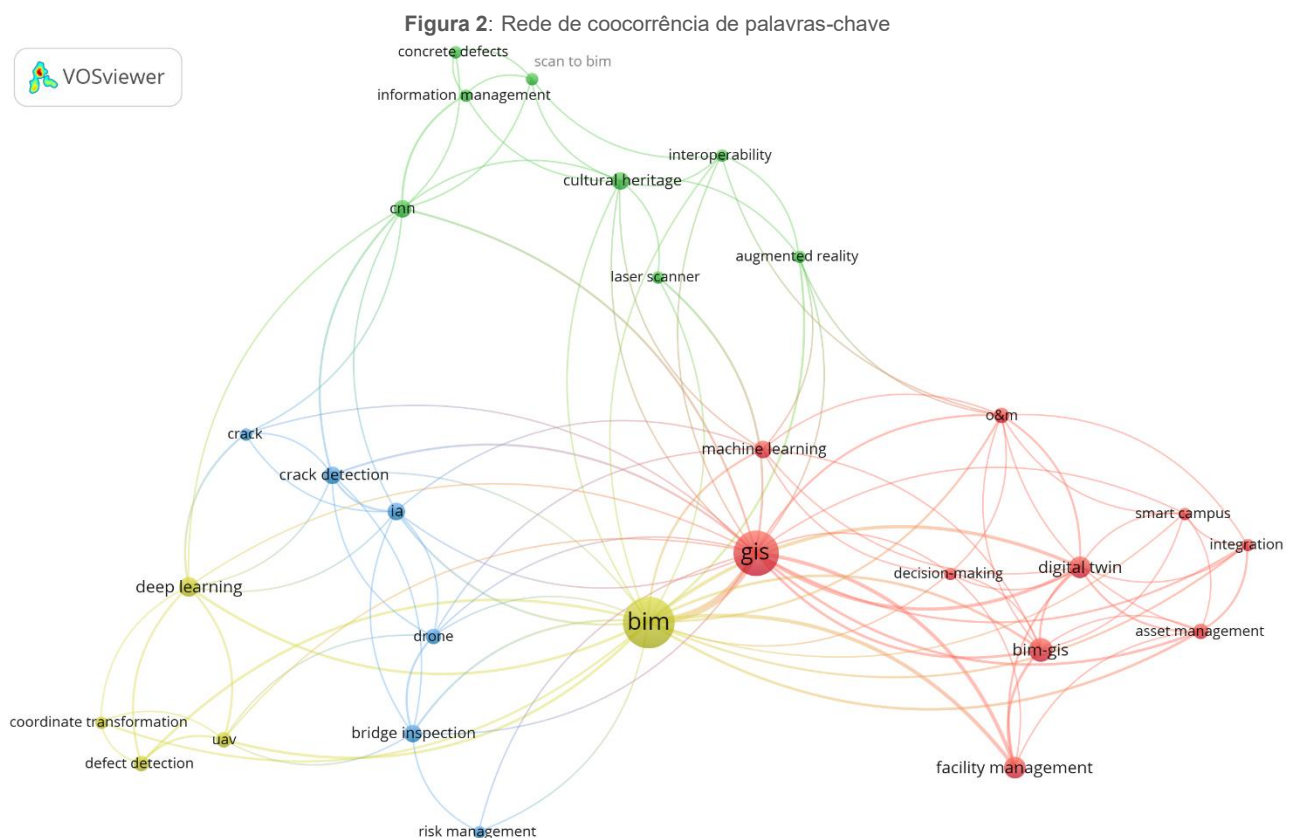 Figura 2: Rede de coocorrência de palavras-chave
VOSviewer
concrete defects
scan to bim
information management
interoperability
cultural heritage
cnn
augmented reality
laser scanner
o&m
crack
machine learning
crack detection
ia
smart campus
integration
gis
digital twin
decision-making
deep learning
bim
drone
asset management
bim-gis
coordinate transformation
uav
bridge inspection
defect detection
facility management
risk management